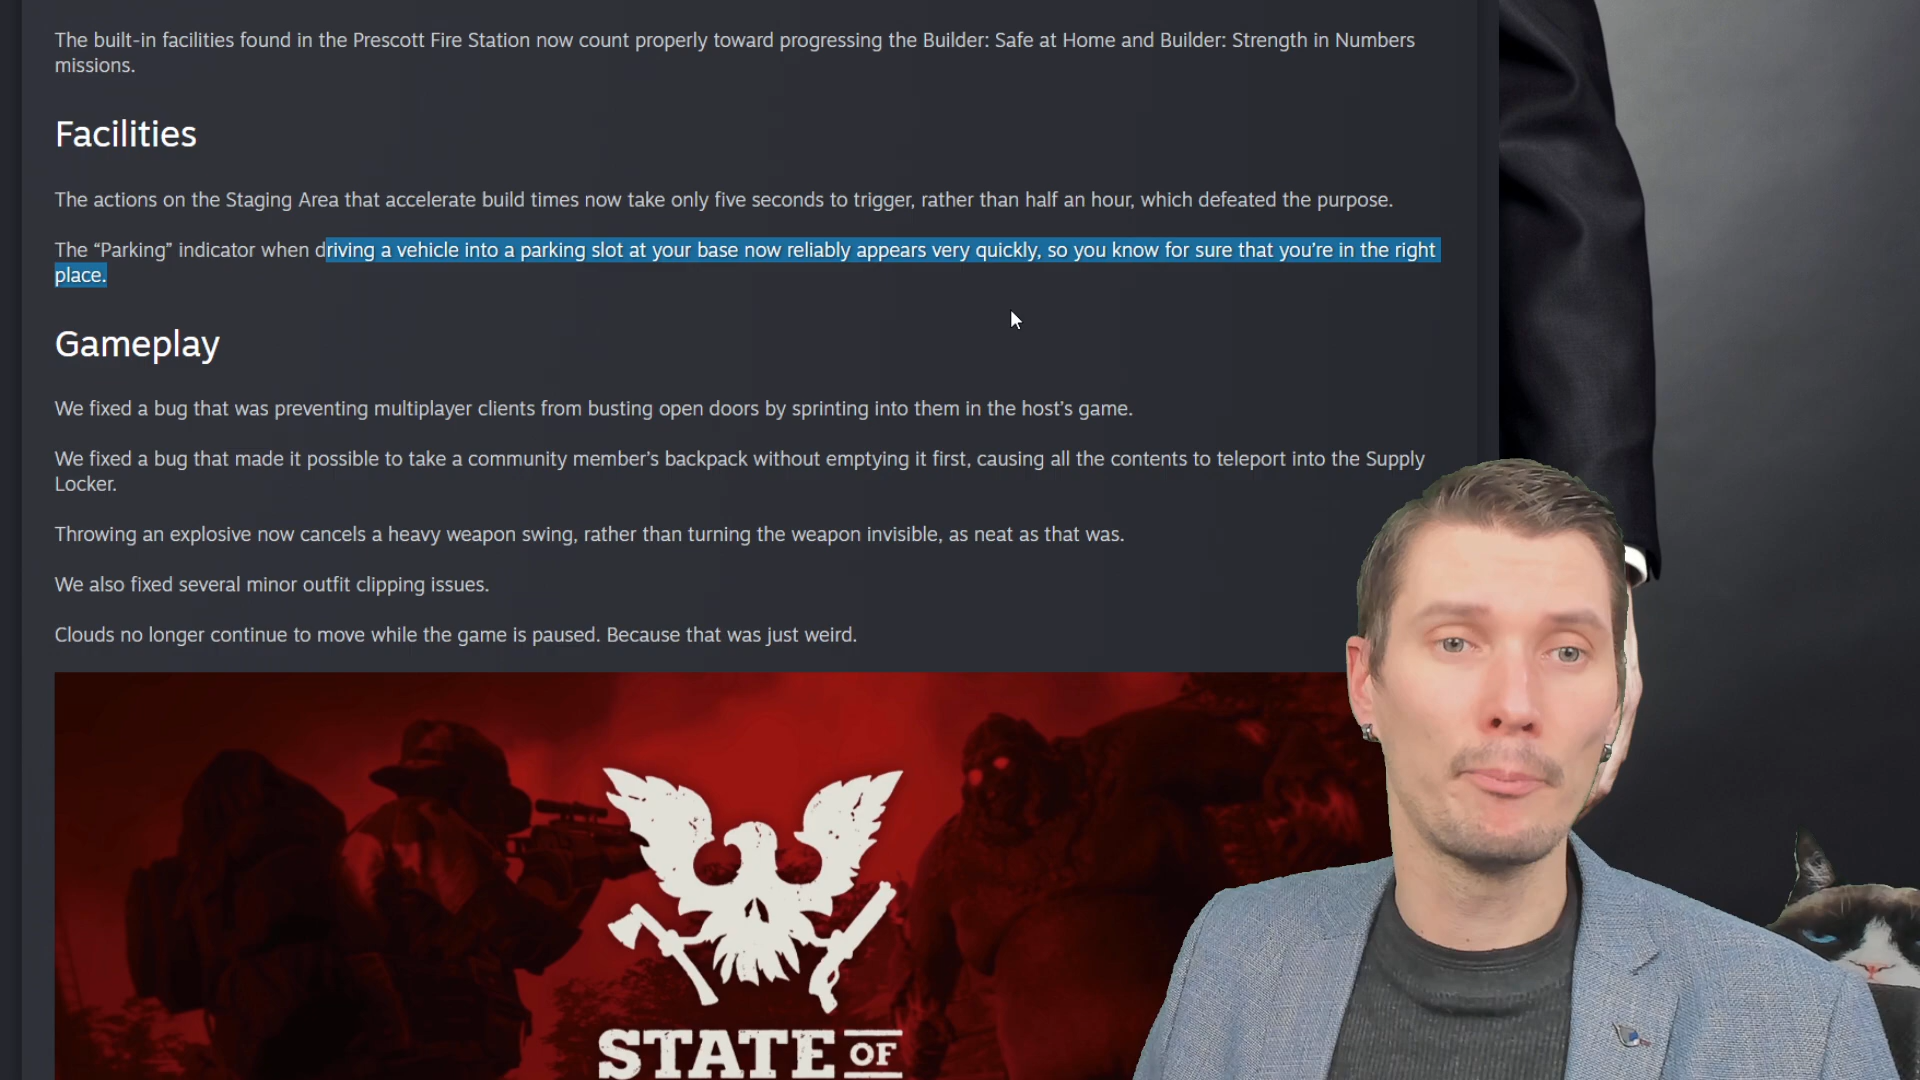 The built-in facilities found in the Prescott Fire Station now count properly toward progressing the Builder: Safe at Home and Builder: Strength in Numbers
missions.
Facilities
The actions on the Staging Area that accelerate build times now take only five seconds to trigger, rather than half an hour, which defeated the purpose.
The “Parking” indicator when driving a vehicle into a parking slot at your base now reliably appears very quickly, so you know for sure that you’re in the right
place.
Gameplay
We fixed a bug that was preventing multiplayer clients from busting open doors by sprinting into them in the host’s game.
We fixed a bug that made it possible to take a community member’s backpack without emptying it first, causing all the contents to teleport into the Supply
Locker.
Throwing an explosive now cancels a heavy weapon swing, rather than turning the weapon invisible, as neat as that was.
We also fixed several minor outfit clipping issues.
Clouds no longer continue to move while the game is paused. Because that was just weird.
STATE OF